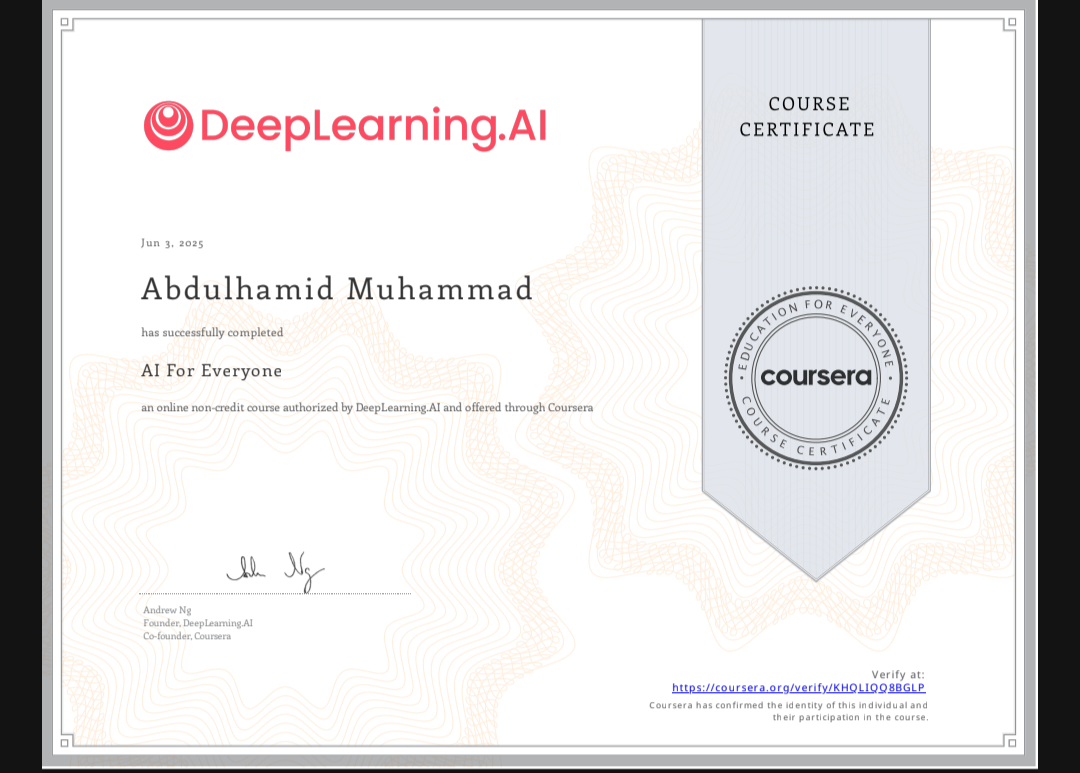 DeepLearning.AI
COURSE
CERTIFICATE
Jun 3, 2025
Abdulhamid Muhammad
has successfully completed
AI For Everyone
an online non-credit course authorized by DeepLearning.AI and offered through Coursera
EDUCATION FOR EVERYONE
coursera
COURSE CERTIFICATE
Andrew Ng
Founder, DeepLearning.AI
Co-founder, Coursera
Verify at:
https://coursera.org/verify/KHQLIQQ8BGLP
Coursera has confirmed the identity of this individual and
their participation in the course.